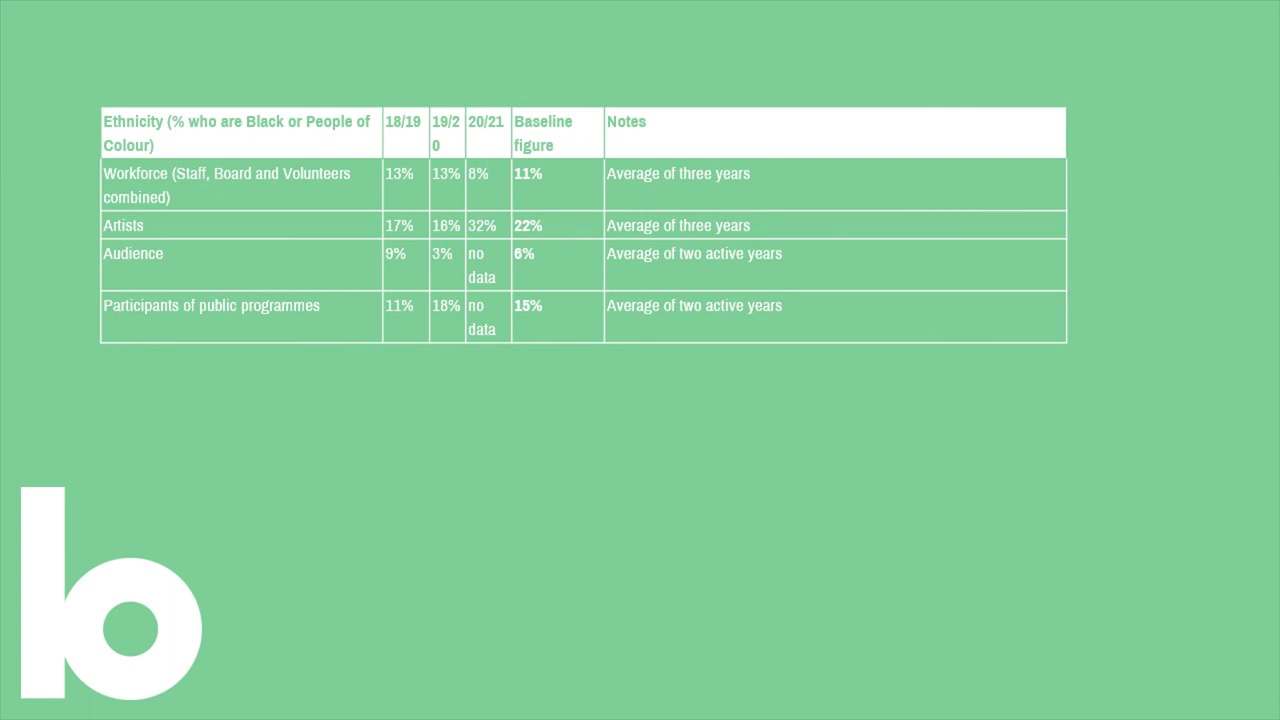 Ethnicity (% who are Black or People of 18/19 19/2 20/21 Baseline Notes
Colour) 0 figure
Workforce (Staff, Board and Volunteers 13% 13% 8% 11% Average of three years
combined)
Artists 17% 16% 32% 22% Average of three years
Audience 9% 3% no 6% Average of two active years
data
Participants of public programmes 11% 18% no 15% Average of two active years
data
b